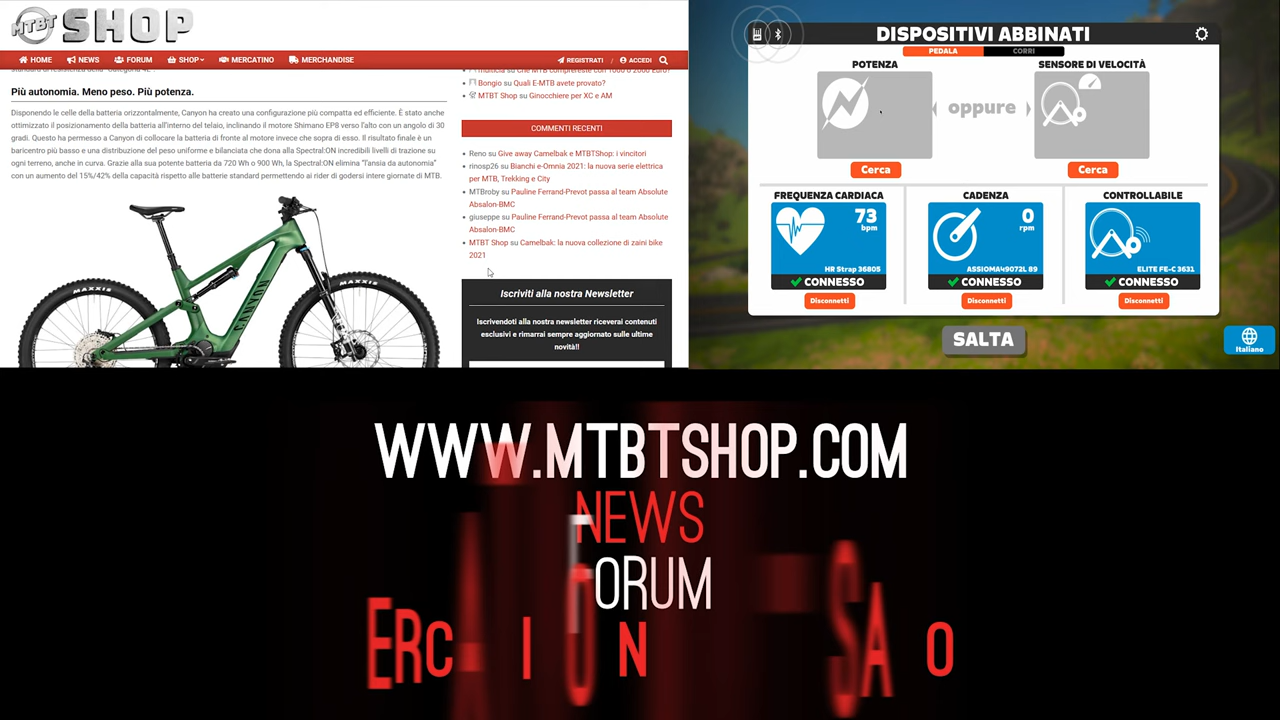 MTBT SHOP
HOME NEWS FORUM SHOP MERCATINO MERCHANDISE
REGISTRATI ACCEDI
Più autonomia. Meno peso. Più potenza.
Disponendo le celle della batteria orizzontalmente, Canyon ha creato una configurazione più compatta ed efficiente. È stato anche
ottimizzato il posizionamento della batteria all'interno del telaio, inclinando il motore Shimano EP8 verso l'alto con un angolo di 30
gradi. Questo ha permesso a Canyon di collocare la batteria di fronte al motore invece che sopra di esso. Il risultato finale è un
baricentro più basso e una distribuzione del peso uniforme e bilanciata che dona alla Spectral:ON incredibili livelli di trazione su
ogni terreno, anche in curva. Grazie alla sua potente batteria da 720 Wh o 900 Wh, la Spectral:ON elimina "l'ansia da autonomia"
con un aumento del 15%/42% della capacità rispetto alle batterie standard permettendo ai rider di godersi intere giornate di MTB.
MAXXIS
CANYON
MAXXIS
Bongio su Quali E-MTB avete provato?
MTBT Shop su Ginocchiere per XC e AM
COMMENTI RECENTI
Reno su Give away Camelbak e MTBTShop: i vincitori
rinosp26 su Bianchi e-Omnia 2021: la nuova serie elettrica
per MTB, Trekking e City
MTBroby su Pauline Ferrand-Prevot passa al team Absolute
Absalon-BMC
giuseppe su Pauline Ferrand-Prevot passa al team Absolute
Absalon-BMC
MTBT Shop su Camelbak: la nuova collezione di zaini bike
2021
Iscriviti alla nostra Newsletter
Iscrivendoti alla nostra newsletter riceverai contenuti
esclusivi e rimarrai sempre aggiornato sulle ultime
novità!!
DISPOSITIVI ABBINATI
PEDALA CORRI
POTENZA
SENSORE DI VELOCITÀ
oppure
Cerca
Cerca
FREQUENZA CARDIACA
73
bpm
HR Strap 36805
CONNESSO
Disconnetti
CADENZA
0
rpm
ASSIOMA49072L 89
CONNESSO
Disconnetti
CONTROLLABILE
ELITE FE-C 3631
CONNESSO
Disconnetti
SALTA
Italiano
WWW.MTBTSHOP.COM
NEWS
FORUM